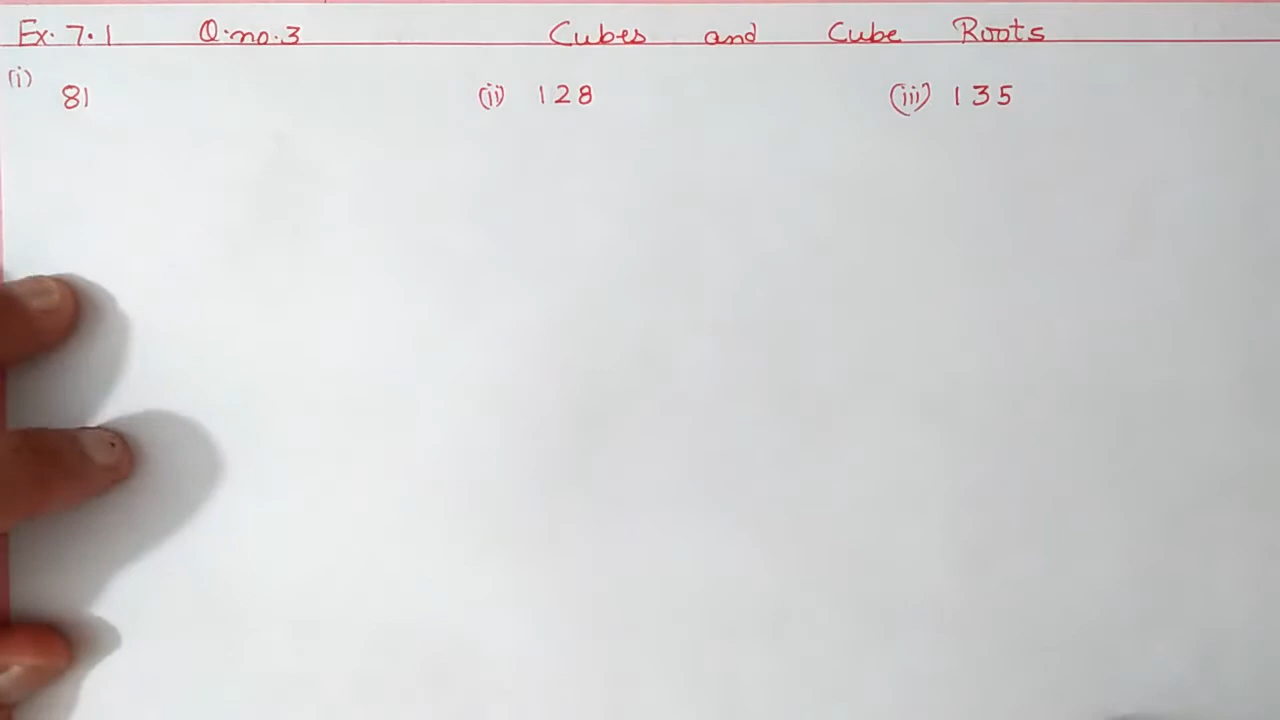 Ex. 7.1 Q.no.3 Cubes and Cube Roots
(i) 81 (ii) 128 (iii) 135